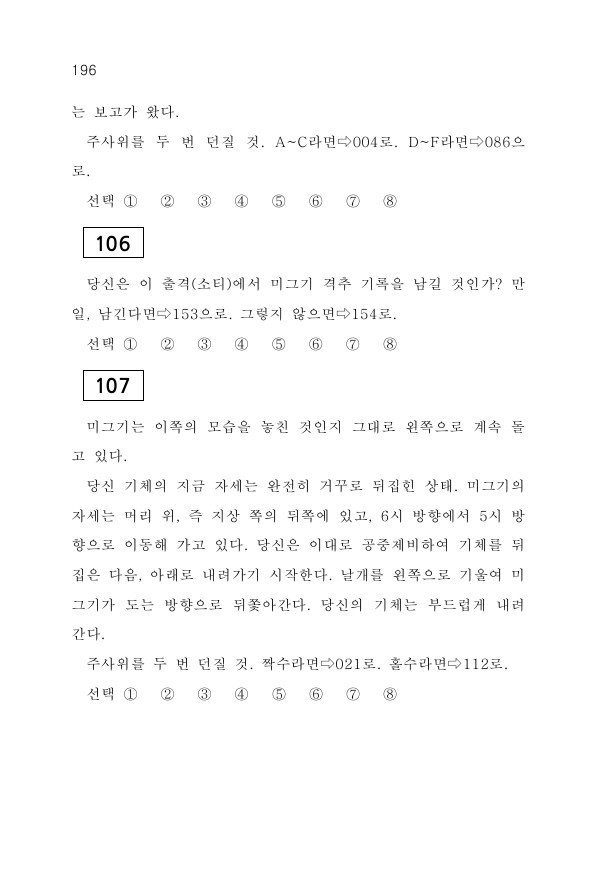 196
는 보고가 왔다.
주사위를 두 번 던질 것. A~C라면⇨004로. D~F라면⇨086으
로.
선택 ① ② ③ ④ ⑤ ⑥ ⑦ ⑧
106
당신은 이 출격(소티)에서 미그기 격추 기록을 남길 것인가? 만
일, 남긴다면⇨153으로. 그렇지 않으면⇨154로.
선택 ① ② ③ ④ ⑤ ⑥ ⑦ ⑧
107
미그기는 이쪽의 모습을 놓친 것인지 그대로 왼쪽으로 계속 돌
고 있다.
당신 기체의 지금 자세는 완전히 거꾸로 뒤집힌 상태. 미그기의
자세는 머리 위, 즉 지상 쪽의 뒤쪽에 있고, 6시 방향에서 5시 방
향으로 이동해 가고 있다. 당신은 이대로 공중제비하여 기체를 뒤
집은 다음, 아래로 내려가기 시작한다. 날개를 왼쪽으로 기울여 미
그기가 도는 방향으로 뒤쫓아간다. 당신의 기체는 부드럽게 내려
간다.
주사위를 두 번 던질 것. 짝수라면⇨021로. 홀수라면⇨112로.
선택 ① ② ③ ④ ⑤ ⑥ ⑦ ⑧